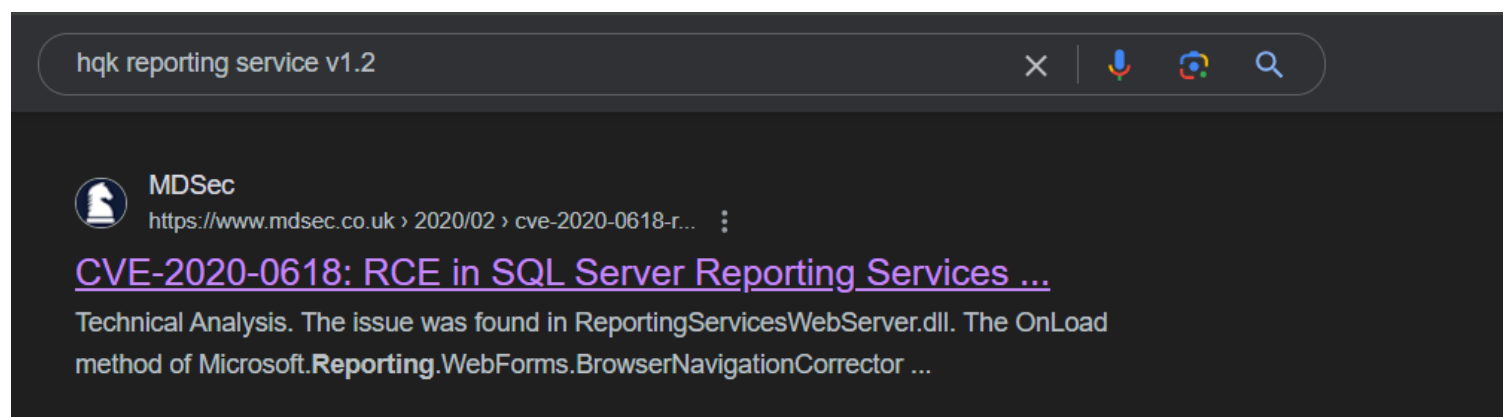 hqk reporting service v1.2
MDSec
https://www.mdsec.co.uk › 2020/02 › cve-2020-0618-r...
CVE-2020-0618: RCE in SQL Server Reporting Services ...
Technical Analysis. The issue was found in ReportingServicesWebServer.dll. The OnLoad
method of Microsoft.Reporting.WebForms.BrowserNavigationCorrector ...